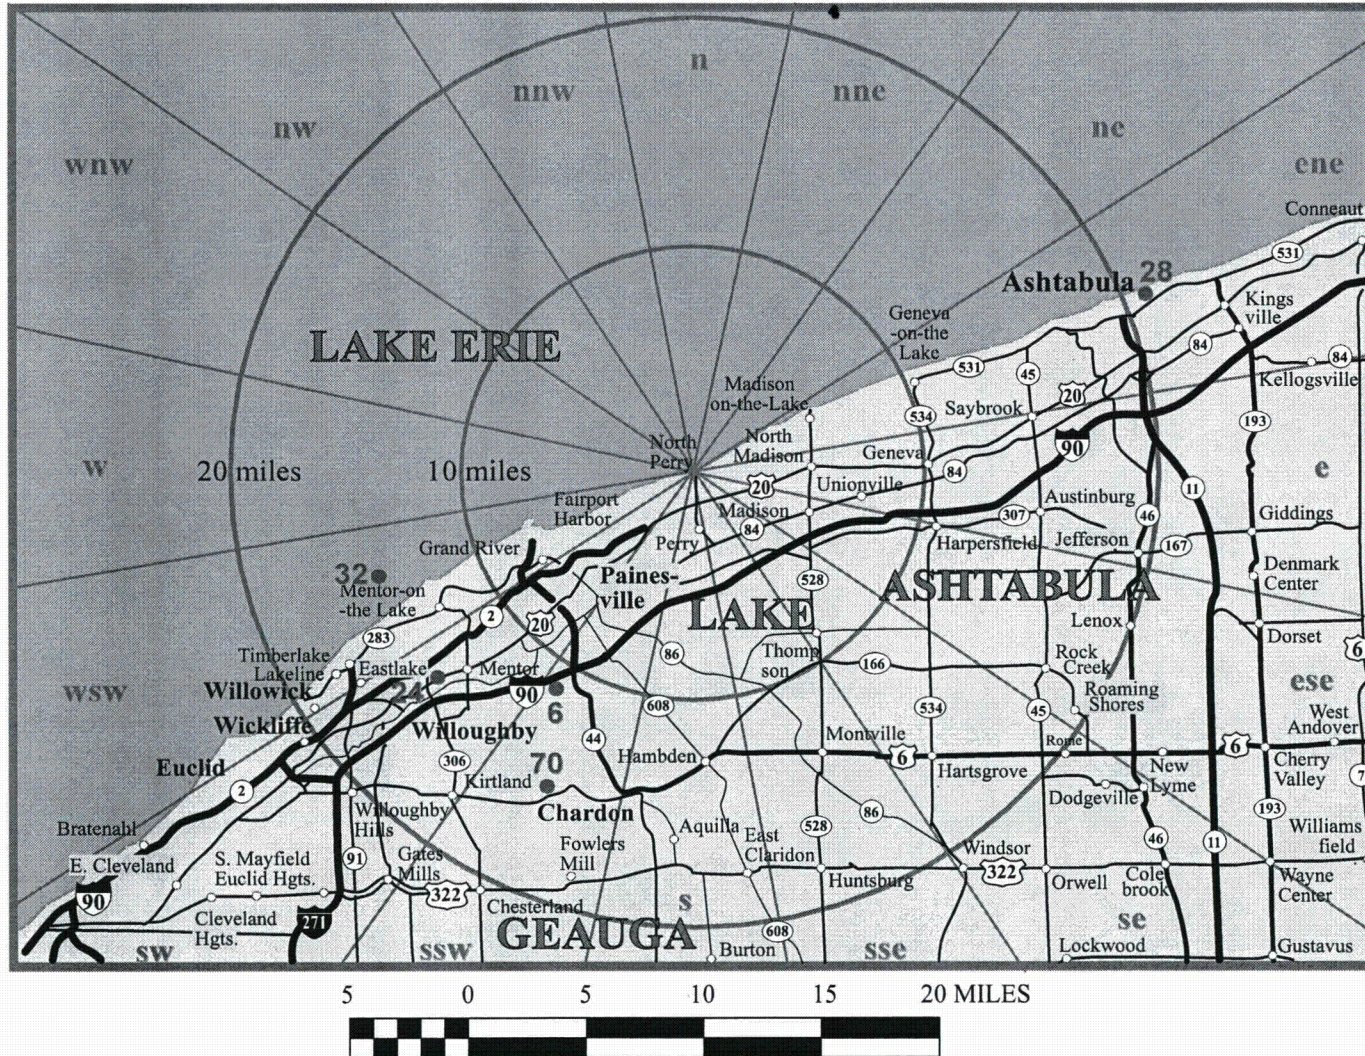 n
nnw
nne
nw
ne
wnw
ene
Conneaut
531
28
Ashtabula
Kings
ville
Geneva
-on-the
Lake
LAKE ERIE
84
84
531
45
20
Kellogsville
Madison
on-the-Lake
534
Saybrook
193
North
Perry
North
Madison
90
Geneva
w
20 miles
10 miles
84
e
20
Unionville
11
Fairport
Harbor
Madison
Austinburg
84
307
46
Giddings
Perry
Harpersfield
Jefferson
167
Grand River
32
Mentor-on
-the Lake
Paines-
ville
528
ASHTABULA
Denmark
Center
LAKE
2
20
Lenox
283
Dorset
Timberlake
Lakeline
Eastlake
Mentor
86
Thomp
son
166
Rock
Creek
6
wsw
Willowick
24
90
Roaming
Shores
ese
6
608
534
45
Wickliffe
Willoughby
West
Andover
44
Hambden
Montville
6
Rome
6
Euclid
306
70
Kirtland
Hartsgrove
New
Lyme
Cherry
Valley
7
2
Chardon
Dodgeville
Willoughby
Hills
86
193
Bratenahl
Aquilla
528
46
11
Williams
field
E. Cleveland
S. Mayfield
Euclid Hgts.
91
Gates
Mills
Fowlers
Mill
East
Claridon
Windsor
90
322
Huntsburg
322
Orwell
Cole
brook
Wayne
Center
Cleveland
Hgts.
271
Chesterland
s
GEAUGA
608
se
sw
ssw
Burton
sse
Lockwood
Gustavus
5 0 5 10 15 20 MILES